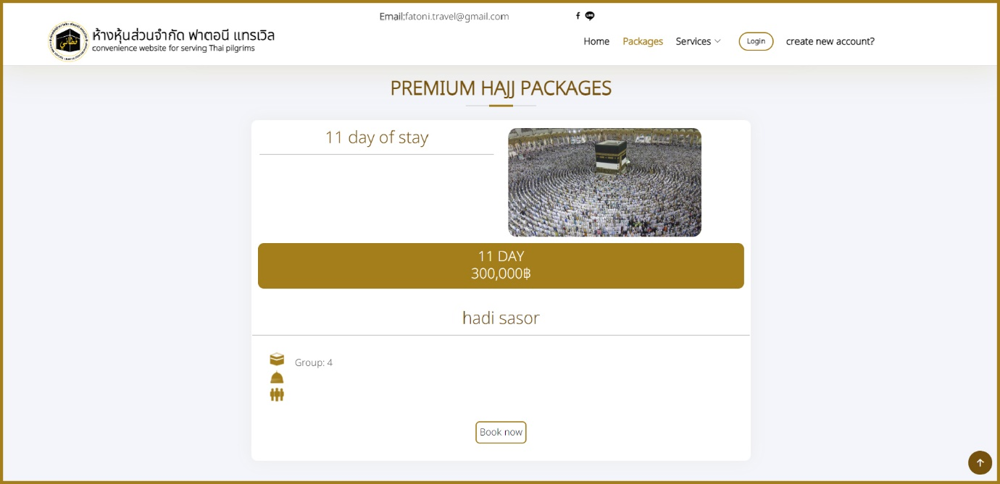 Email:fatoni.travel@gmail.com
ห้างหุ้นส่วนจำกัด ฟาตอนี แทรเวิล
convenience website for serving Thai pilgrims
Home Packages Services Login create new account?
PREMIUM HAJJ PACKAGES
11 day of stay
11 DAY
300,000฿
hadi sasor
Group: 4
Book now